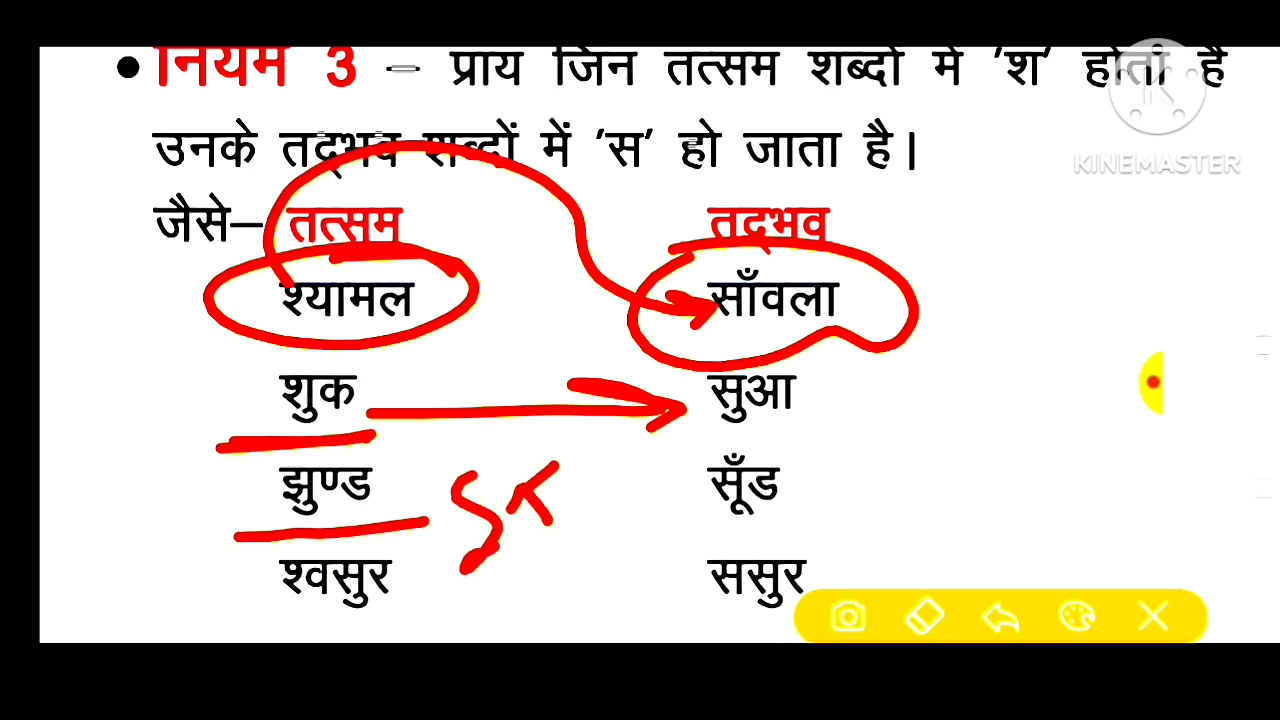 • नियम 3 – प्राय जिन तत्सम शब्दों में 'श' होता है
उनके तद्भव शब्दों में 'स' हो जाता है।
जैसे– तत्सम तद्भव
श्यामल साँवला
शुक सुआ
झुण्ड सूँड
श्वसुर ससुर
KINEMASTER